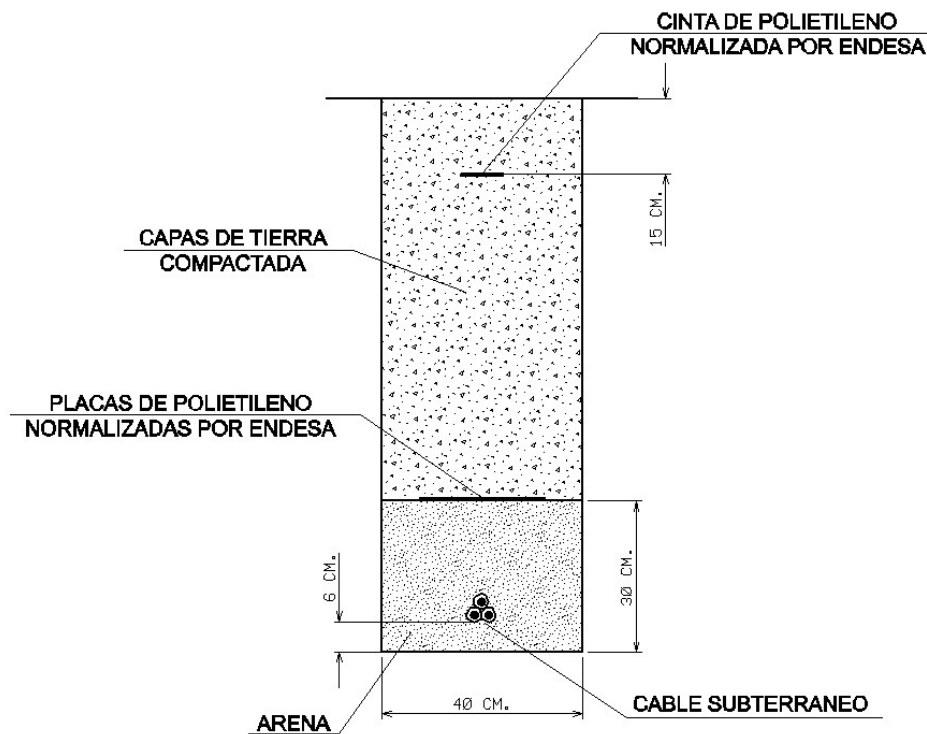 CINTA DE POLIETILENO
NORMALIZADA POR ENDESA
15 CM.
CAPAS DE TIERRA
COMPACTADA
PLACAS DE POLIETILENO
NORMALIZADAS POR ENDESA
6 CM.
30 CM.
40 CM.
CABLE SUBTERRANEO
ARENA